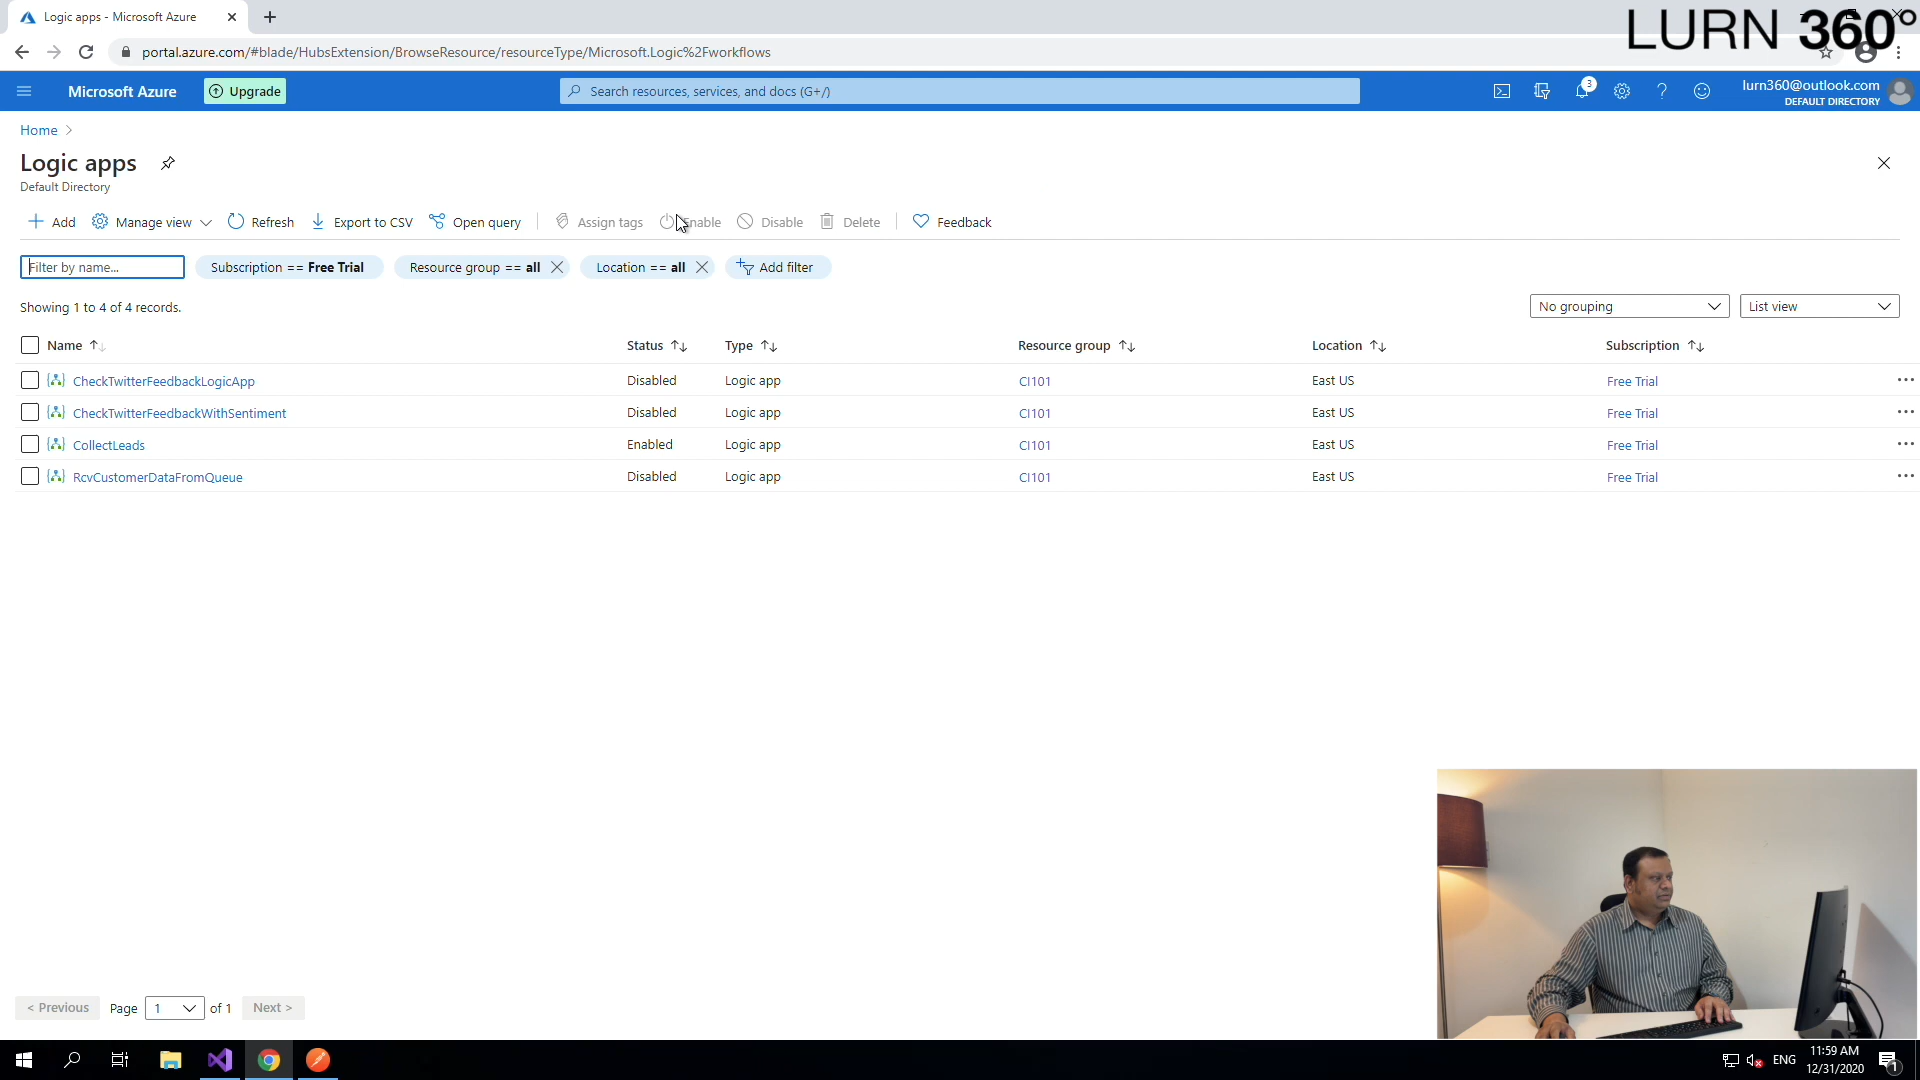 Logic apps - Microsoft Azure
LURN 360°
portal.azure.com/#blade/HubsExtension/BrowseResource/resourceType/Microsoft.Logic%2Fworkflows
Microsoft Azure
Upgrade
Search resources, services, and docs (G+/)
3
lurn360@outlook.com
DEFAULT DIRECTORY
Home
Logic apps
Default Directory
Add Manage view Refresh Export to CSV Open query Assign tags Enable Disable Delete Feedback
Filter by name... Subscription == Free Trial Resource group == all Location == all Add filter
Showing 1 to 4 of 4 records. No grouping List view
Name Status Type Resource group Location Subscription
CheckTwitterFeedbackLogicApp Disabled Logic app CI101 East US Free Trial
CheckTwitterFeedbackWithSentiment Disabled Logic app CI101 East US Free Trial
CollectLeads Enabled Logic app CI101 East US Free Trial
RcvCustomerDataFromQueue Disabled Logic app CI101 East US Free Trial
< Previous Page 1 of 1 Next >
ENG
11:59 AM
12/31/2020
1